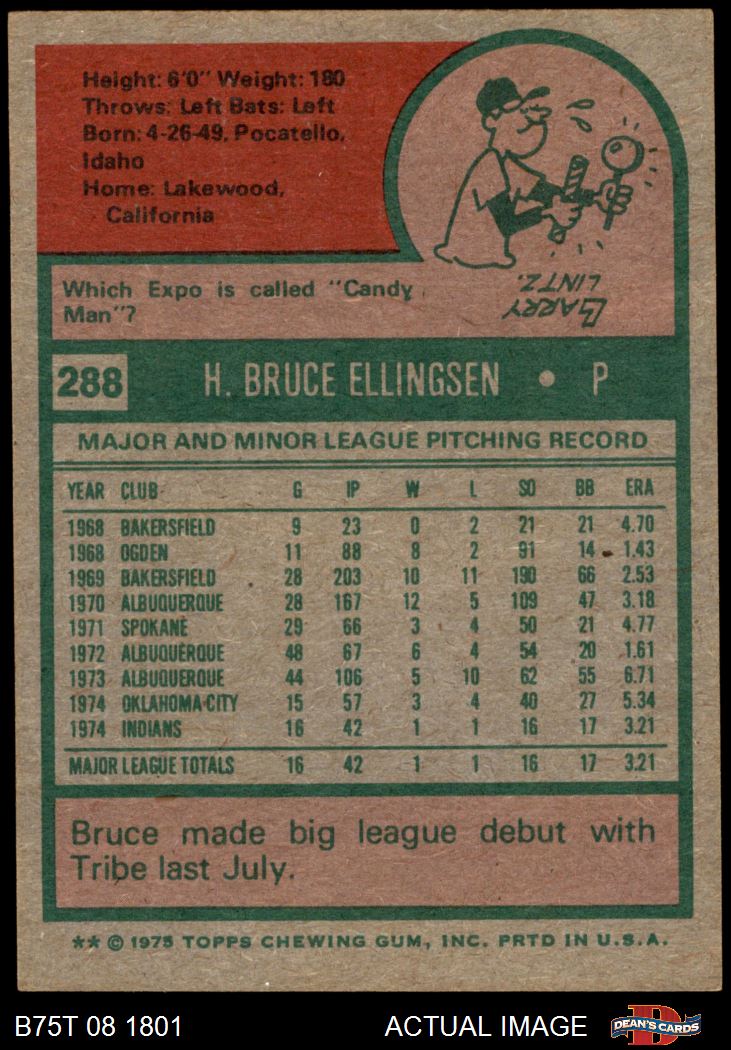 Height: 6'0" Weight: 180
Throws: Left Bats: Left
Born: 4-26-49, Pocatello,
Idaho
Home: Lakewood,
California
Which Expo is called "Candy
Man"?
LARRY
LINTZ.
288 H. BRUCE ELLINGSEN • P
MAJOR AND MINOR LEAGUE PITCHING RECORD
YEAR CLUB G IP W L SO BB ERA
1968 BAKERSFIELD 9 23 0 2 21 21 4.70
1968 OGDEN 11 88 8 2 91 14 1.43
1969 BAKERSFIELD 28 203 10 11 190 66 2.53
1970 ALBUQUERQUE 28 167 12 5 109 47 3.18
1971 SPOKANE 29 66 3 4 50 21 4.77
1972 ALBUQUERQUE 48 67 6 4 54 20 1.61
1973 ALBUQUERQUE 44 106 5 10 62 55 6.71
1974 OKLAHOMA CITY 15 57 3 4 40 27 5.34
1974 INDIANS 16 42 1 1 16 17 3.21
MAJOR LEAGUE TOTALS 16 42 1 1 16 17 3.21
Bruce made big league debut with
Tribe last July.
** © 1975 TOPPS CHEWING GUM, INC. PRTD IN U.S.A.
B75T 08 1801 ACTUAL IMAGE D DEAN'S CARDS